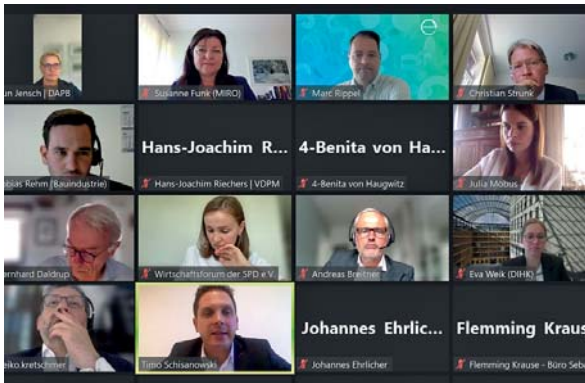 un Jensch | DAPB
Susanne Funk (MIRO)
Marc Rippel
Christian Strunk
obias Rehm (Bauindustrie)
Hans-Joachim R...
Hans-Joachim Riechers | VDPM
4-Benita von Ha...
4-Benita von Haugwitz
Julia Möbus
ernhard Daldrup
Wirtschaftsforum der SPD e.V.
Andreas Breitner
Eva Weik (DIHK)
eiko.kretschmer
Timo Schisanowski
Johannes Ehrlic...
Johannes Ehrlicher
Flemming Kraus
Flemming Krause - Büro Seb